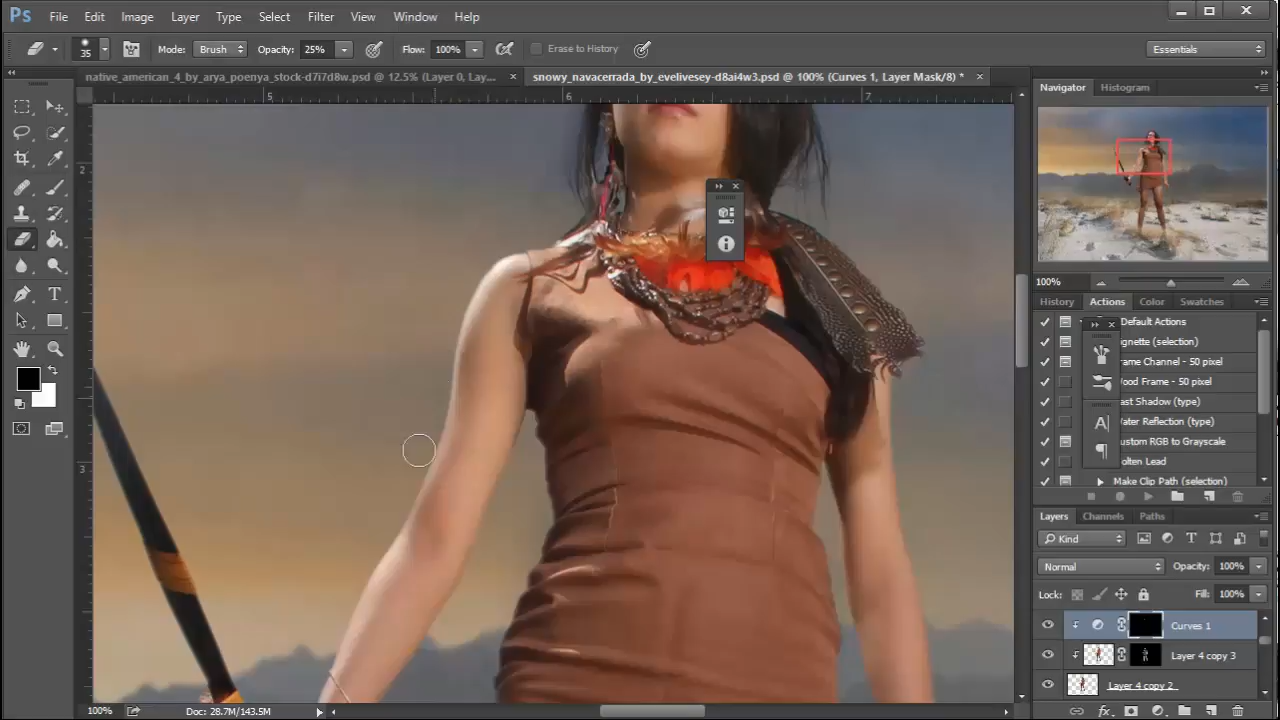 Ps File Edit Image Layer Type Select Filter View Window Help
35 Mode: Brush Opacity: 25% Flow: 100% Erase to History Essentials
native_american_4_by_arya_poenya_stock-d7i7d8w.psd @ 12.5% (Layer 0, Lay... × snowy_navacerrada_by_evelivesey-d8ai4w3.psd @ 100% (Curves 1, Layer Mask/8) * ×
5 6 7
2
3
Navigator Histogram
100%
History Actions Color Swatches
Default Actions
ignette (selection)
rame Channel - 50 pixel
ood Frame - 50 pixel
ast Shadow (type)
ater Reflection (type)
ustom RGB to Grayscale
olten Lead
Make Clip Path (selection)
Layers Channels Paths
Kind
Normal Opacity: 100%
Lock: Fill: 100%
Curves 1
Layer 4 copy 3
Layer 4 copy 2
100% Doc: 28.7M/143.5M